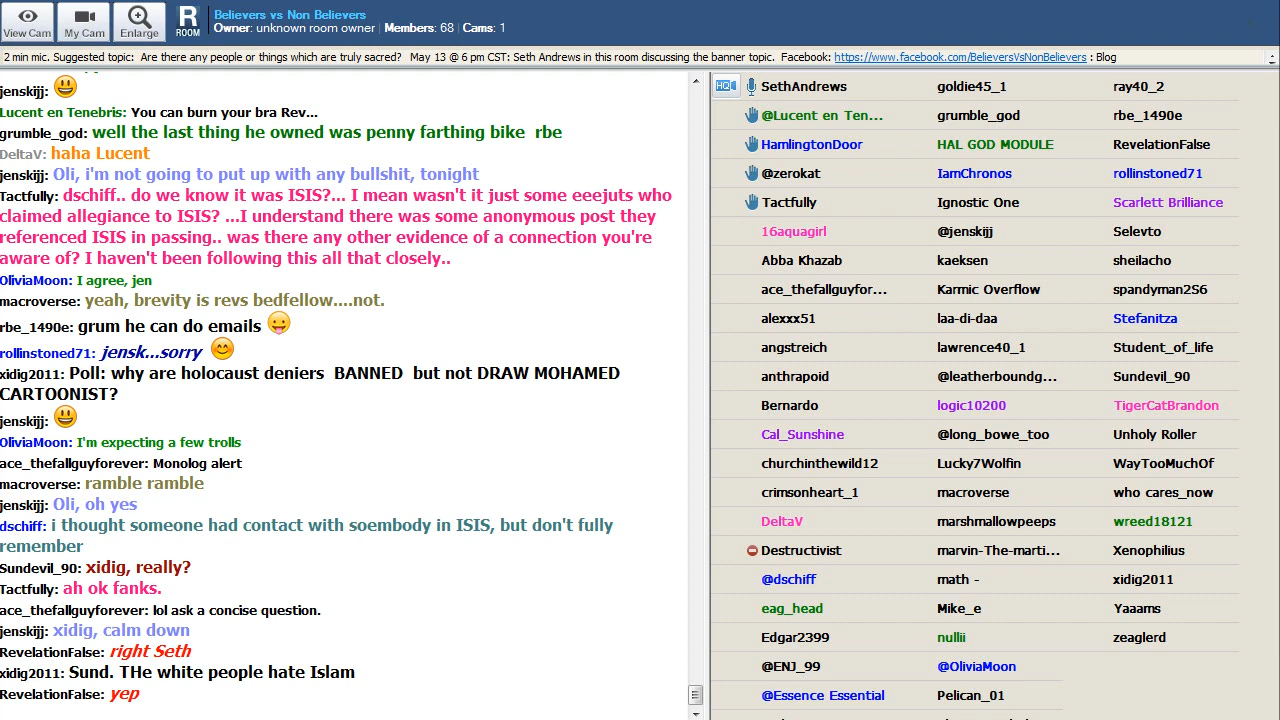 View Cam
My Cam
Enlarge
R
ROOM
Believers vs Non Believers
Owner: unknown room owner | Members: 68 | Cams: 1
2 min mic. Suggested topic: Are there any people or things which are truly sacred? May 13 @ 6 pm CST: Seth Andrews in this room discussing the banner topic. Facebook: https://www.facebook.com/BelieversVsNonBelievers : Blog
jenskijj:
Lucent en Tenebris: You can burn your bra Rev...
grumble_god: well the last thing he owned was penny farthing bike rbe
DeltaV: haha Lucent
jenskijj: Oli, i'm not going to put up with any bullshit, tonight
Tactfully: dschiff.. do we know it was ISIS?... I mean wasn't it just some eeejuts who
claimed allegiance to ISIS? ...I understand there was some anonymous post they
referenced ISIS in passing.. was there any other evidence of a connection you're
aware of? I haven't been following this all that closely..
OliviaMoon: I agree, jen
macroverse: yeah, brevity is revs bedfellow....not.
rbe_1490e: grum he can do emails
rollinstoned71: jensk...sorry
xidig2011: Poll: why are holocaust deniers BANNED but not DRAW MOHAMED
CARTOONIST?
jenskijj:
OliviaMoon: I'm expecting a few trolls
ace_thefallguyforever: Monolog alert
macroverse: ramble ramble
jenskijj: Oli, oh yes
dschiff: i thought someone had contact with soembody in ISIS, but don't fully
remember
Sundevil_90: xidig, really?
Tactfully: ah ok fanks.
ace_thefallguyforever: lol ask a concise question.
jenskijj: xidig, calm down
RevelationFalse: right Seth
xidig2011: Sund. THe white people hate Islam
RevelationFalse: yep
HQ SethAndrews goldie45_1 ray40_2
@Lucent en Ten... grumble_god rbe_1490e
HamlingtonDoor HAL GOD MODULE RevelationFalse
@zerokat IamChronos rollinstoned71
Tactfully Ignostic One Scarlett Brilliance
16aquagirl @jenskijj Selevto
Abba Khazab kaeksen sheilacho
ace_thefallguyfor... Karmic Overflow spandyman2S6
alexxx51 laa-di-daa Stefanitza
angstreich lawrence40_1 Student_of_life
anthrapoid @leatherboundg... Sundevil_90
Bernardo logic10200 TigerCatBrandon
Cal_Sunshine @long_bowe_too Unholy Roller
churchinthewild12 Lucky7Wolfin WayTooMuchOf
crimsonheart_1 macroverse who cares_now
DeltaV marshmallowpeeps wreed18121
Destructivist marvin-The-marti... Xenophilius
@dschiff math - xidig2011
eag_head Mike_e Yaaams
Edgar2399 nullii zeaglerd
@ENJ_99 @OliviaMoon
@Essence Essential Pelican_01